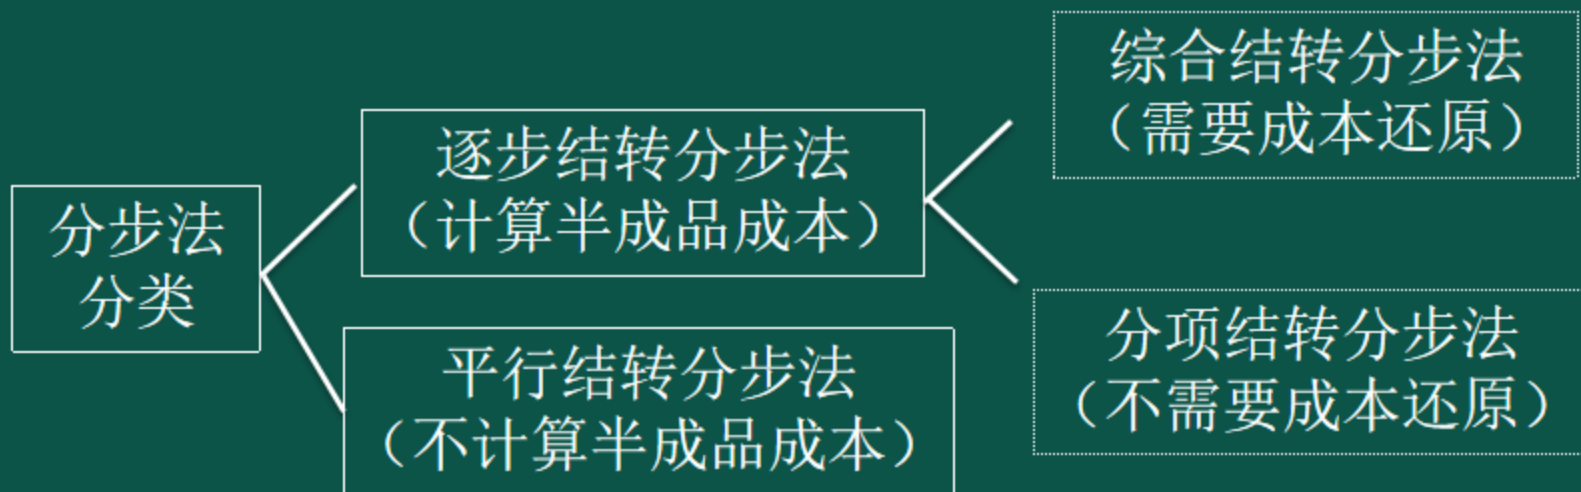 分步法
分类
逐步结转分步法
（计算半成品成本）
平行结转分步法
（不计算半成品成本）
综合结转分步法
（需要成本还原）
分项结转分步法
（不需要成本还原）